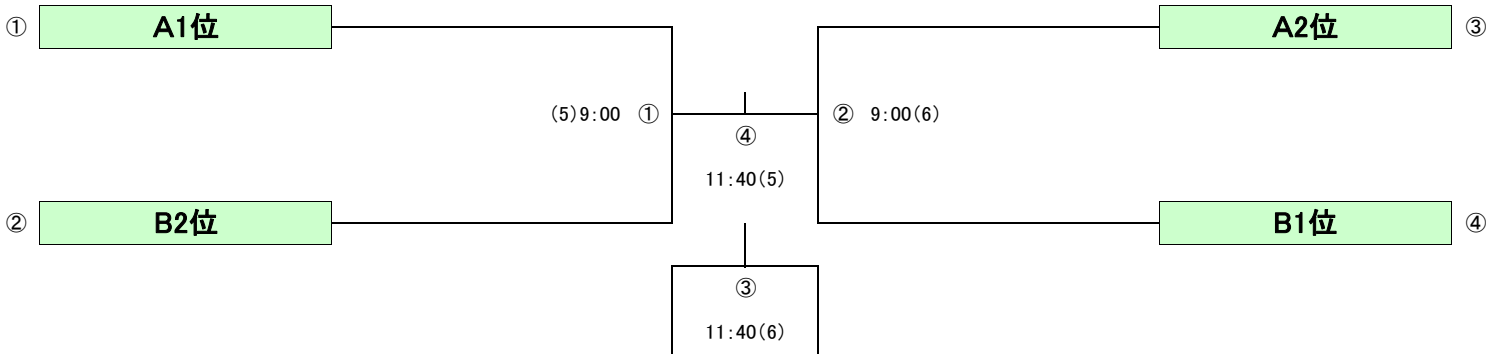 ① A1位 A2位 ③
(5)9:00 ① ② 9:00(6)
④
11:40(5)
② B2位 B1位 ④
③
11:40(6)